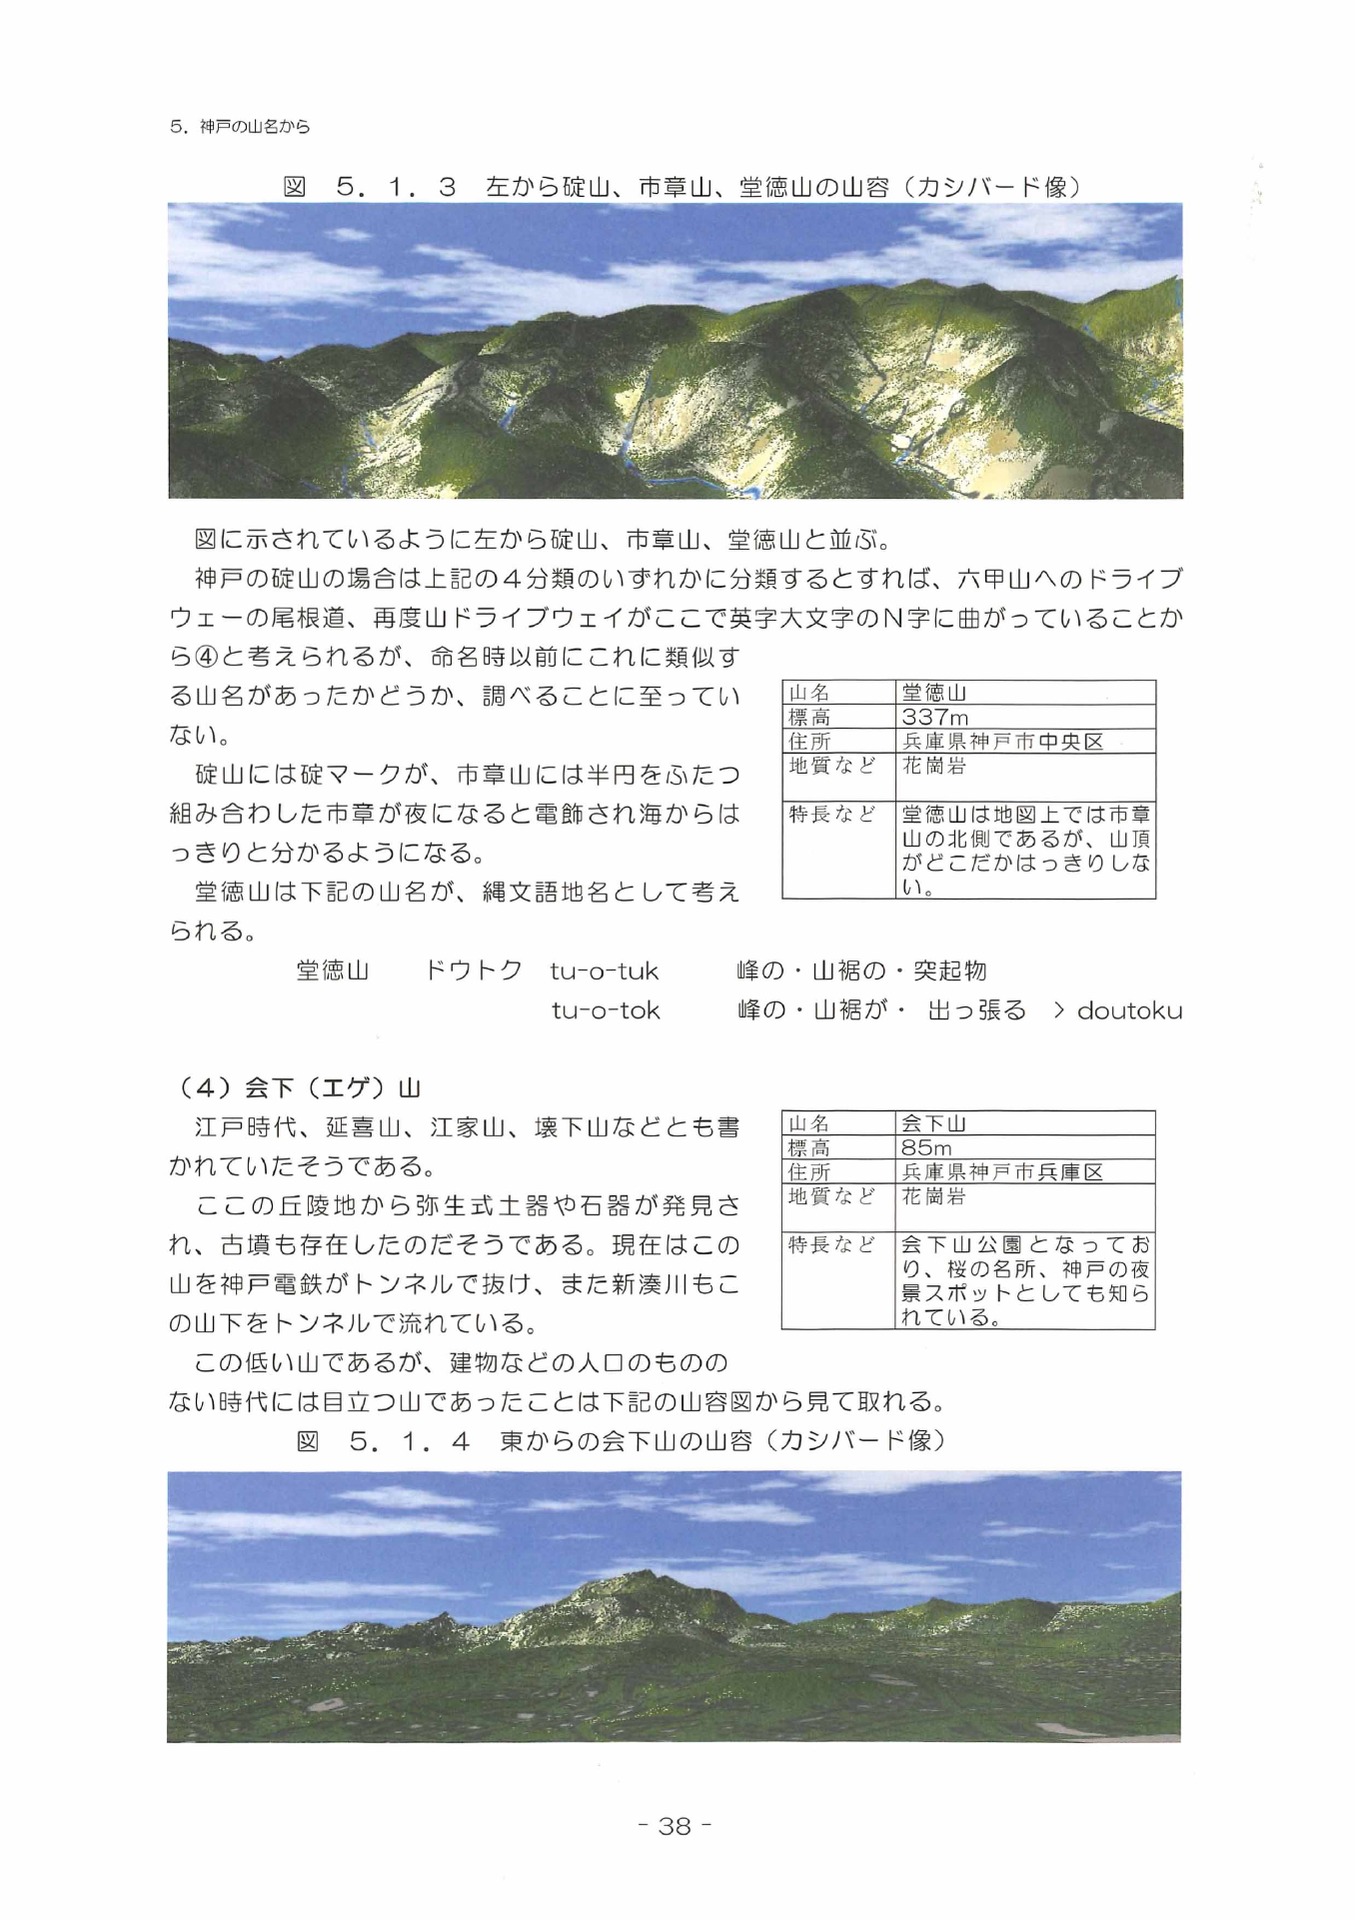 5．神戸の山名から
図　5．1．3　左から碇山、市章山、堂徳山の山容（カシバード像）
図に示されているように左から碇山、市章山、堂徳山と並ぶ。
神戸の碇山の場合は上記の４分類のいずれかに分類するとすれば、六甲山へのドライブ
ウェーの尾根道、再度山ドライブウェイがここで英字大文字のＮ字に曲がっていることか
ら④と考えられるが、命名時以前にこれに類似す
る山名があったかどうか、調べることに至ってい
ない。
碇山には碇マークが、市章山には半円をふたつ
組み合わした市章が夜になると電飾され海からは
っきりと分かるようになる。
堂徳山は下記の山名が、縄文語地名として考え
られる。
山名　堂徳山
標高　337m
住所　兵庫県神戸市中央区
地質など　花崗岩
特長など　堂徳山は地図上では市章
山の北側であるが、山頂
がどこだかはっきりしな
い。
堂徳山　ドウトク　tu-o-tuk　峰の・山裾の・突起物
tu-o-tok　峰の・山裾が・ 出っ張る　> doutoku
（４）会下（エゲ）山
江戸時代、延喜山、江家山、壊下山などとも書
かれていたそうである。
ここの丘陵地から弥生式土器や石器が発見さ
れ、古墳も存在したのだそうである。現在はこの
山を神戸電鉄がトンネルで抜け、また新湊川もこ
の山下をトンネルで流れている。
この低い山であるが、建物などの人口のものの
ない時代には目立つ山であったことは下記の山容図から見て取れる。
山名　会下山
標高　85m
住所　兵庫県神戸市兵庫区
地質など　花崗岩
特長など　会下山公園となってお
り、桜の名所、神戸の夜
景スポットとしても知ら
れている。
図　5．1．4　東からの会下山の山容（カシバード像）
- 38 -